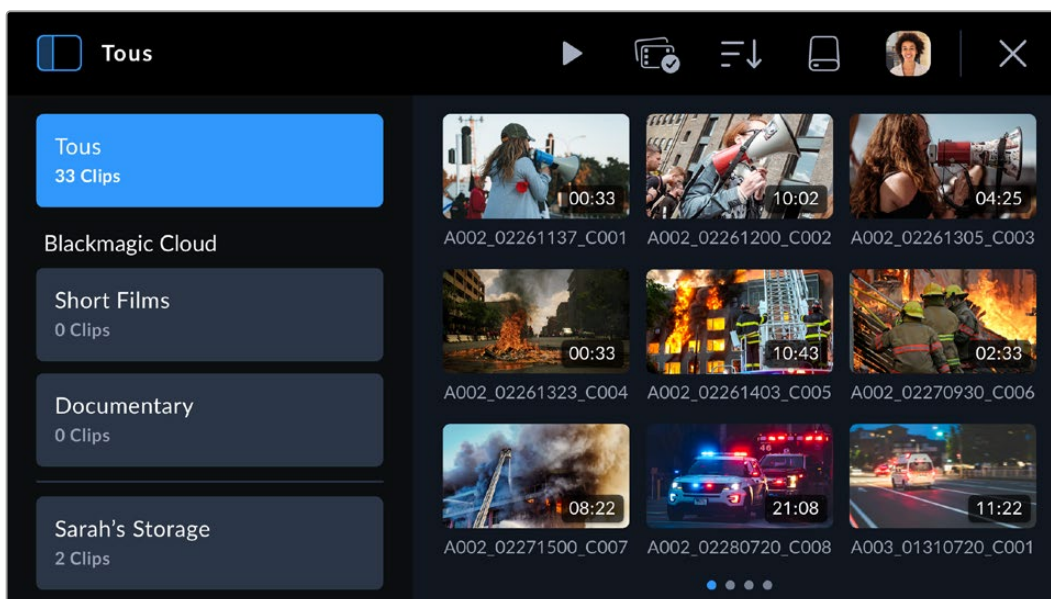 Tous
Tous
33 Clips
Blackmagic Cloud
Short Films
0 Clips
Documentary
0 Clips
Sarah's Storage
2 Clips
00:33
10:02
04:25
A002_02261137_C001
A002_02261200_C002
A002_02261305_C003
00:33
10:43
02:33
A002_02261323_C004
A002_02261403_C005
A002_02270930_C006
46
08:22
21:08
11:22
A002_02271500_C007
A002_02280720_C008
A003_01310720_C001